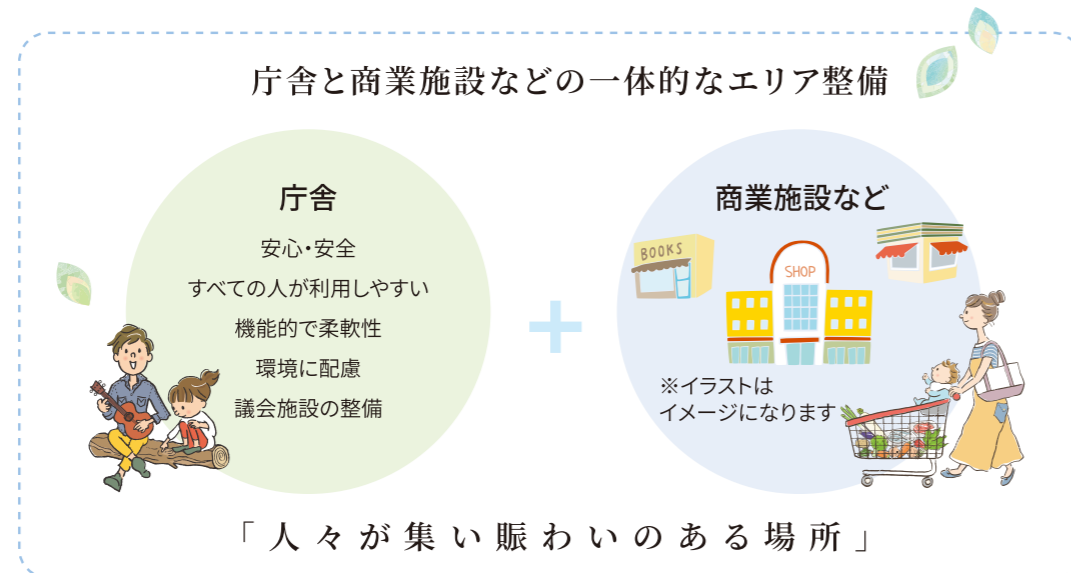 庁舎と商業施設などの一体的なエリア整備
庁舎
安心・安全
すべての人が利用しやすい
機能的で柔軟性
環境に配慮
議会施設の整備
+
商業施設など
BOOKS
SHOP
※イラストは
イメージになります
「人々が集い賑わいのある場所」